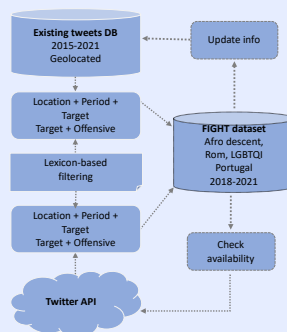 Existing tweets DB
2015-2021
Geolocated
Update info
Location + Period +
Target
Target + Offensive
FIGHT dataset
Afro descent,
Rom, LGBTQI
Portugal
2018-2021
Lexicon-based
filtering
Location + Period +
Target
Target + Offensive
Check
availability
Twitter API